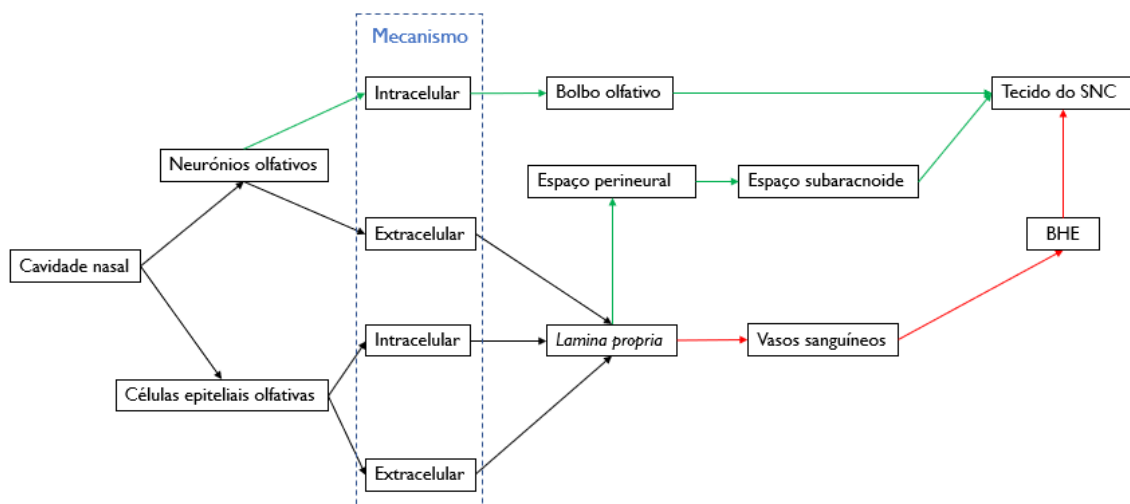 Mecanismo
Intracelular
Bolbo olfativo
Tecido do SNC
Neurónios olfativos
Espaço perineural
Espaço subaracnoide
Extracelular
BHE
Cavidade nasal
Intracelular
Lamina propria
Vasos sanguíneos
Células epiteliais olfativas
Extracelular